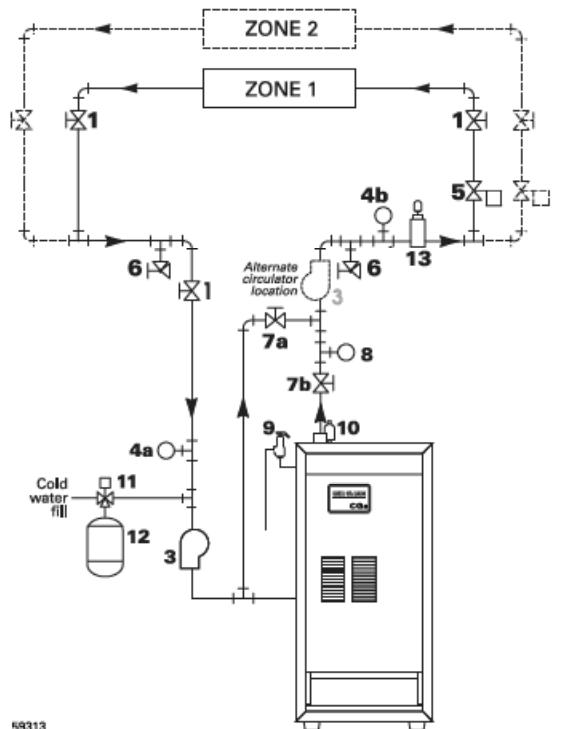 ZONE 2
ZONE 1
1
1
5
4b
6
13
6
1
Alternate
circulator
location
3
7a
8
7b
9
10
4a
11
Cold
water
fill
12
3
CGa
59313